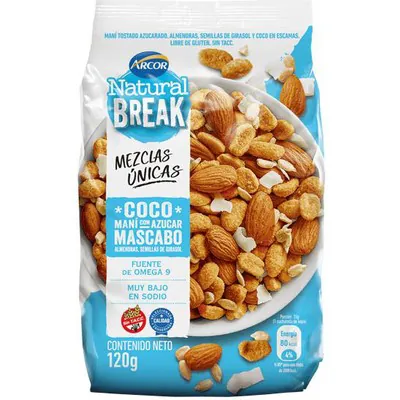 MANÍ TOSTADO AZUCARADO, ALMENDRAS, SEMILLAS DE GIRASOL Y COCO EN ESCAMAS.
LIBRE DE GLUTEN. SIN TACC.
ARCOR
Natural
BREAK
MEZCLAS
ÚNICAS
COCO
MANÍ CON AZÚCAR
MASCABO
ALMENDRAS, SEMILLAS DE GIRASOL
FUENTE
DE OMEGA 9
MUY BAJO
EN SODIO
Sin T.A.C.C.
CALIDAD
CONTENIDO NETO
120g
Energía
80 kcal
4%